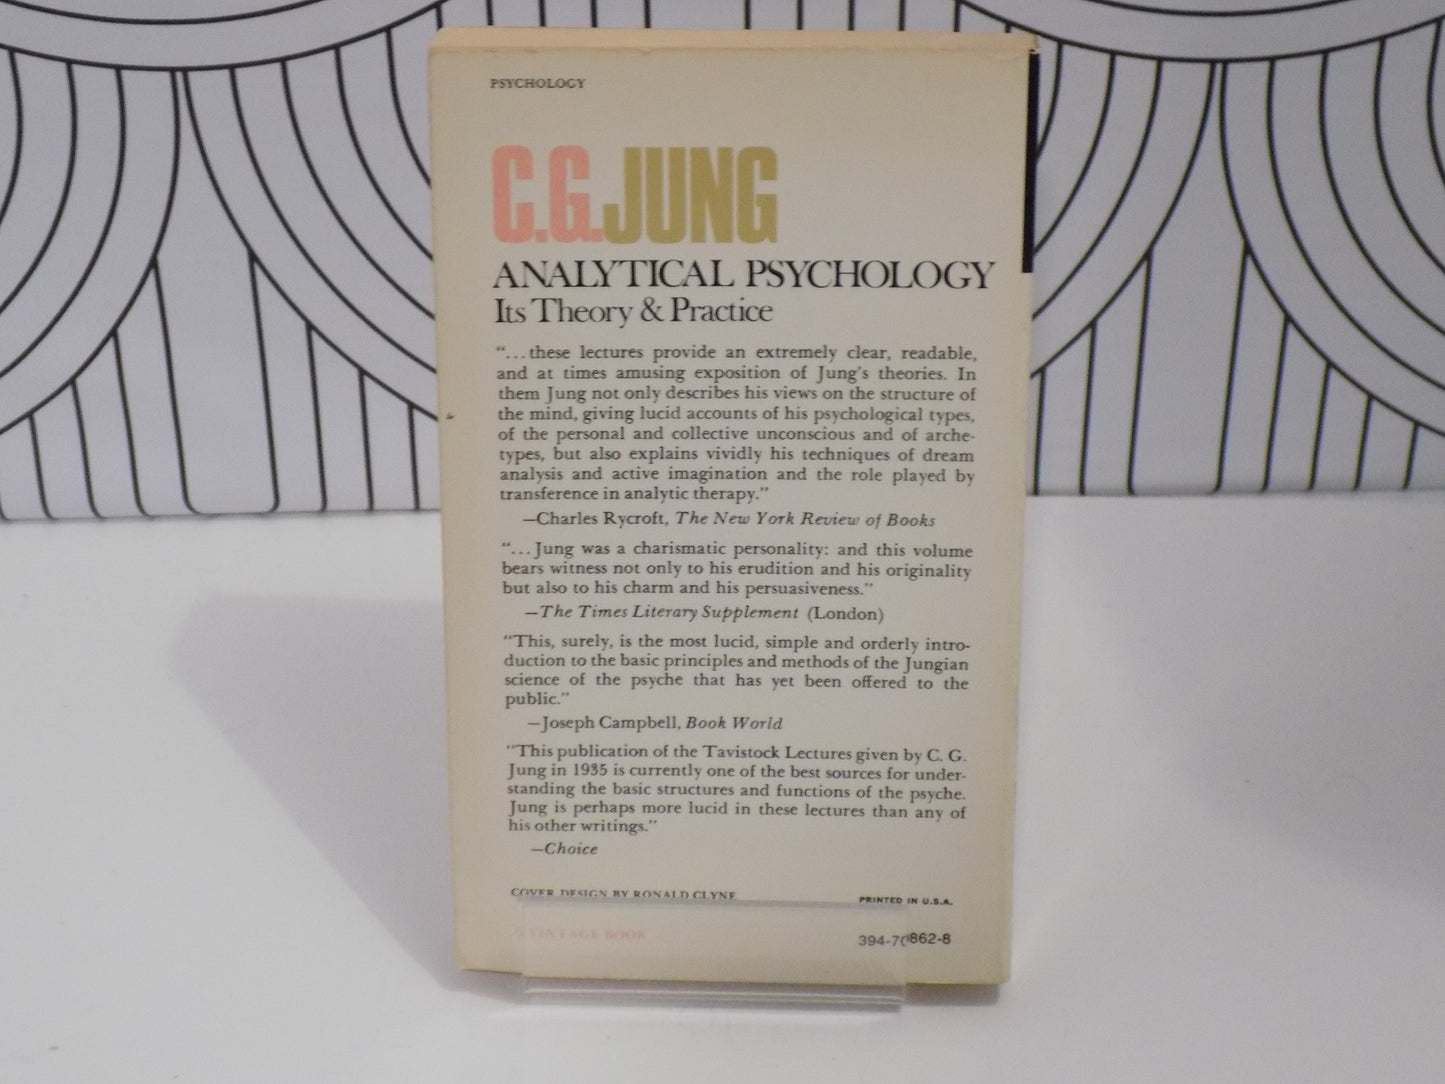 PSYCHOLOGY
C.G.JUNG
ANALYTICAL PSYCHOLOGY
Its Theory & Practice
“...these lectures provide an extremely clear, readable,
and at times amusing exposition of Jung's theories. In
them Jung not only describes his views on the structure of
the mind, giving lucid accounts of his psychological types,
of the personal and collective unconscious and of arche-
types, but also explains vividly his techniques of dream
analysis and active imagination and the role played by
transference in analytic therapy.”
—Charles Rycroft, The New York Review of Books
“...Jung was a charismatic personality: and this volume
bears witness not only to his erudition and his originality
but also to his charm and his persuasiveness.”
—The Times Literary Supplement (London)
“This, surely, is the most lucid, simple and orderly intro-
duction to the basic principles and methods of the Jungian
science of the psyche that has yet been offered to the
public.”
—Joseph Campbell, Book World
“This publication of the Tavistock Lectures given by C. G.
Jung in 1935 is currently one of the best sources for under-
standing the basic structures and functions of the psyche.
Jung is perhaps more lucid in these lectures than any of
his other writings.”
—Choice
COVER DESIGN BY RONALD CLYNE
PRINTED IN U.S.A.
A VINTAGE BOOK
394-70862-8